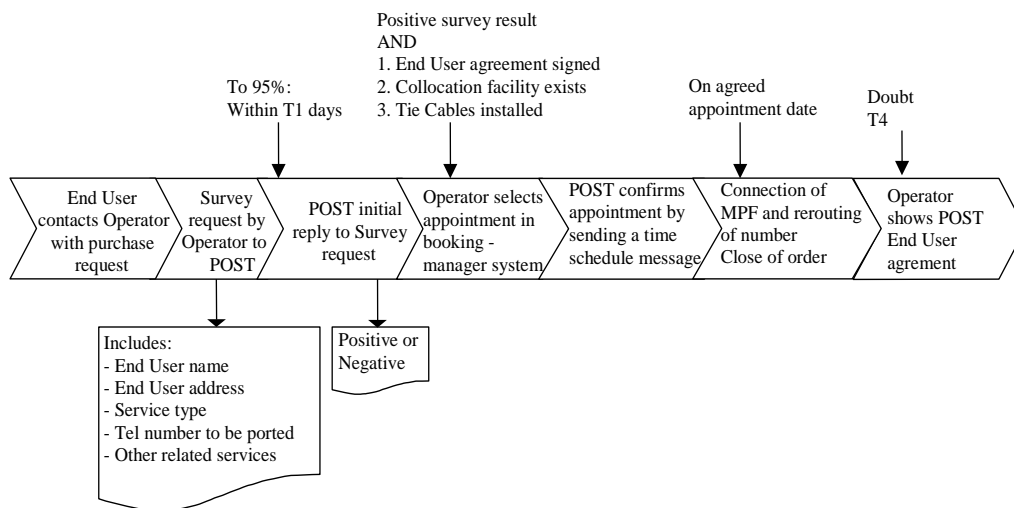 Positive survey result
AND
1. End User agreement signed
2. Collocation facility exists
3. Tie Cables installed
To 95%:
Within T1 days
On agreed
appointment date
Doubt
T4
End User
contacts Operator
with purchase
request
Survey
request by
Operator to
POST
POST initial
reply to Survey
request
Operator selects
appointment in
booking -
manager system
POST confirms
appointment by
sending a time
schedule message
Connection of
MPF and rerouting
of number
Close of order
Operator
shows POST
End User
agrement
Includes:
- End User name
- End User address
- Service type
- Tel number to be ported
- Other related services
Positive or
Negative